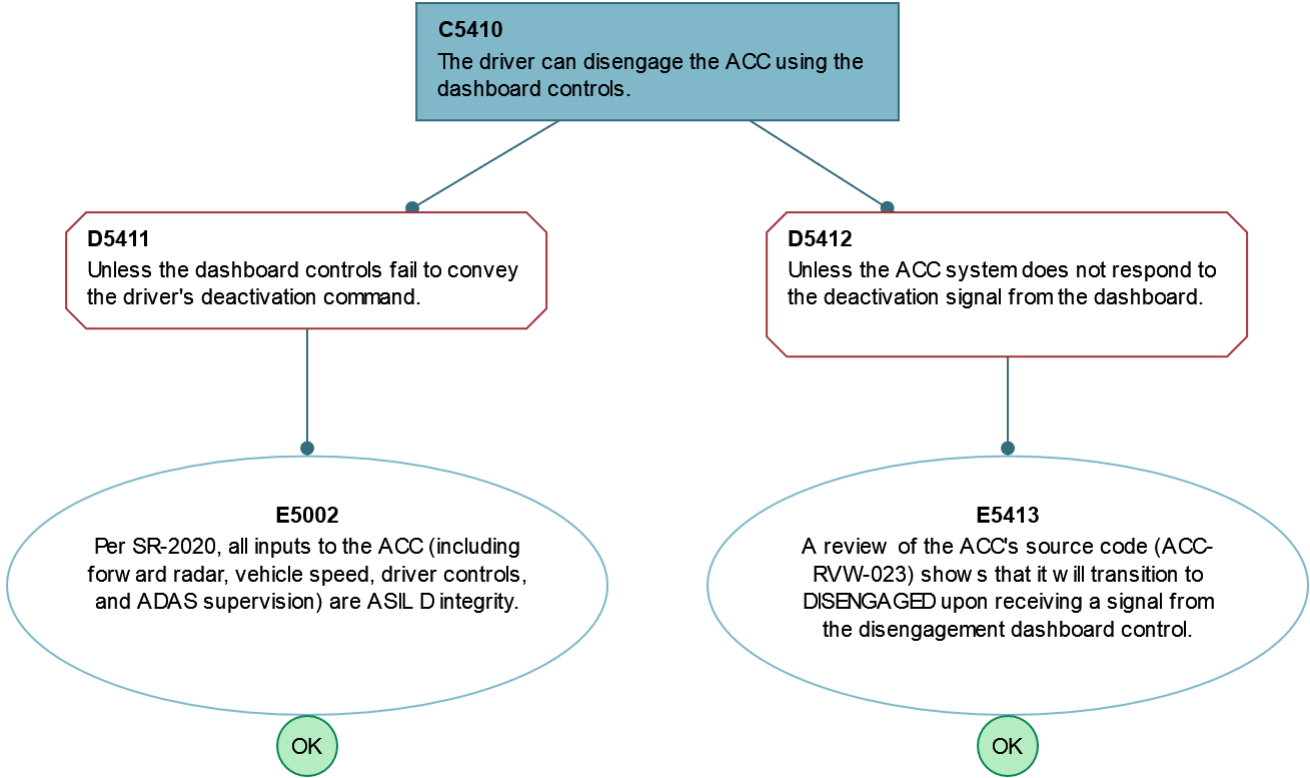 C5410
The driver can disengage the ACC using the
dashboard controls.
D5411
Unless the dashboard controls fail to convey
the driver's deactivation command.
D5412
Unless the ACC system does not respond to
the deactivation signal from the dashboard.
E5002
Per SR-2020, all inputs to the ACC (including
forward radar, vehicle speed, driver controls,
and ADAS supervision) are ASIL D integrity.
OK
E5413
A review of the ACC's source code (ACC-
RVW-023) shows that it will transition to
DISENGAGED upon receiving a signal from
the disengagement dashboard control.
OK